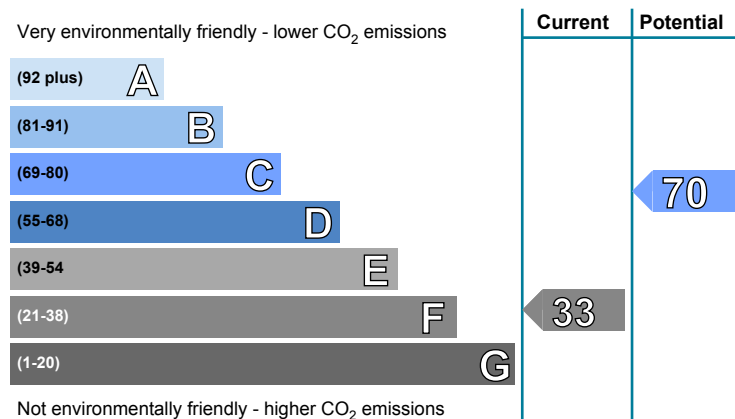 Very environmentally friendly - lower CO2 emissions
Current
Potential
(92 plus) A
(81-91) B
(69-80) C
70
(55-68) D
(39-54 E
(21-38) F
33
(1-20) G
Not environmentally friendly - higher CO2 emissions